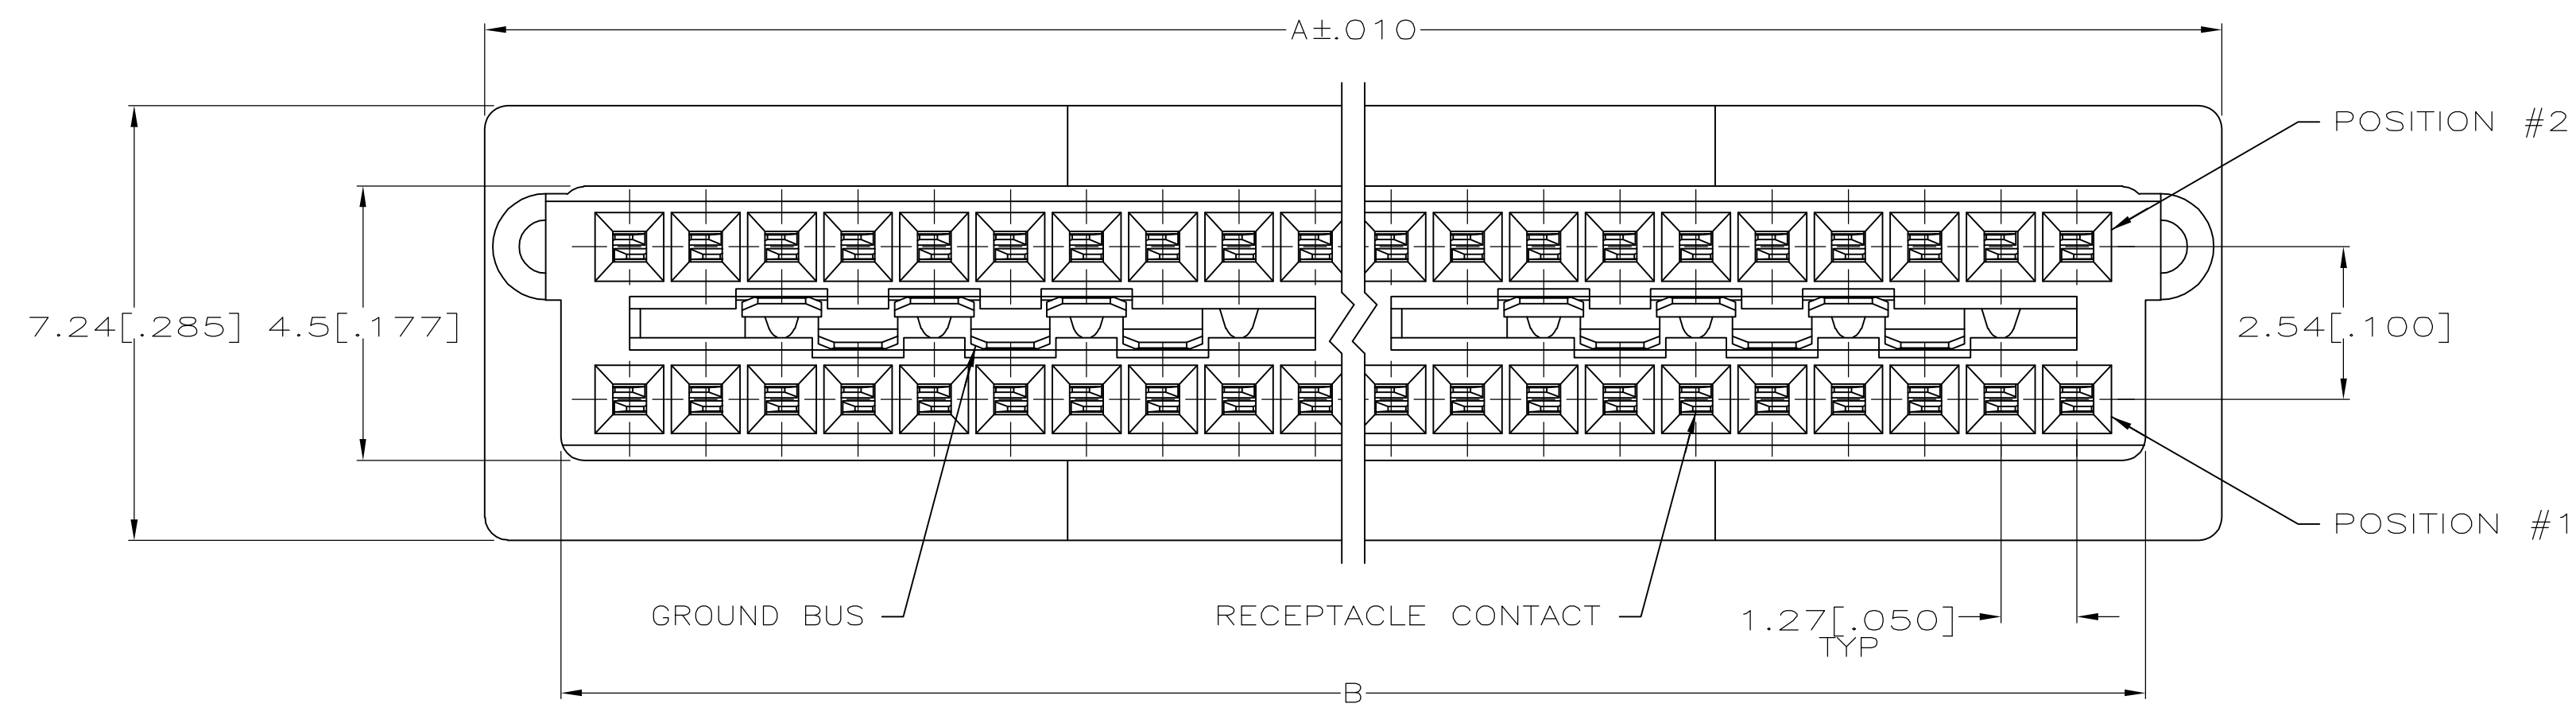 A±.010
POSITION #2
7.24[.285]
4.5[.177]
2.54[.100]
POSITION #1
GROUND BUS
RECEPTACLE CONTACT
1.27[.050]
TYP
B